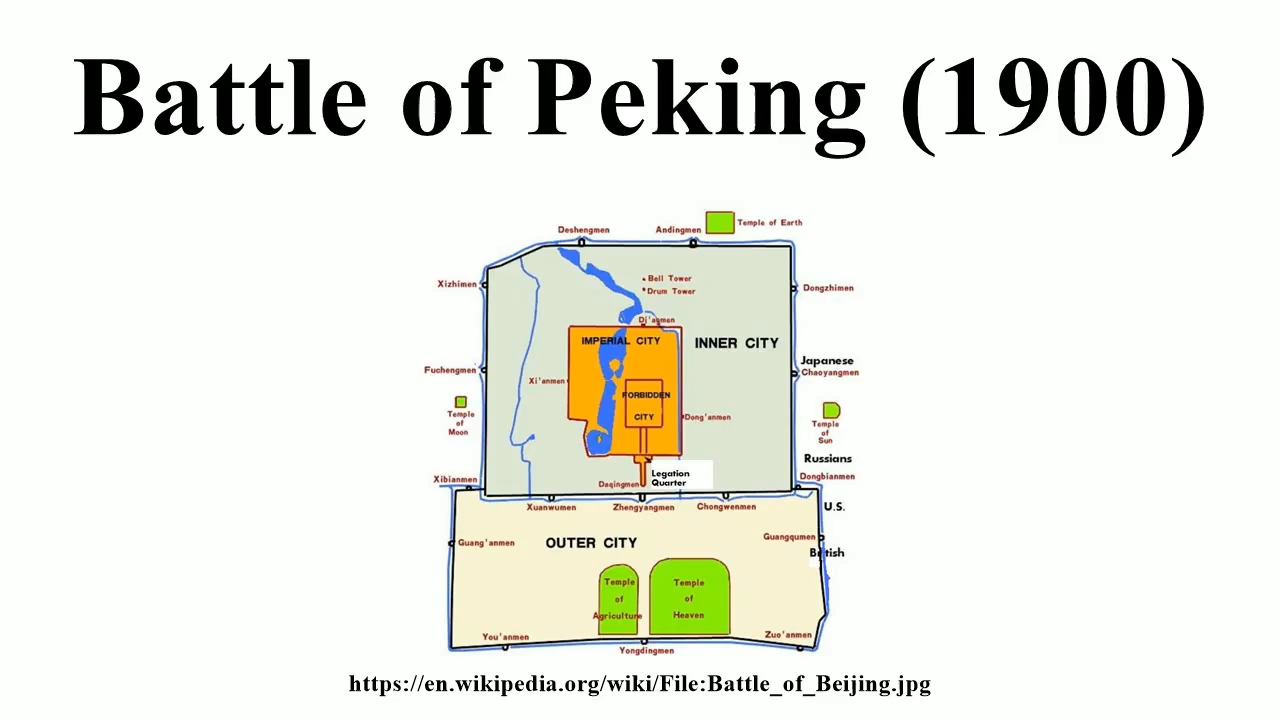 Battle of Peking (1900)
Temple of Earth
Deshengmen
Andingmen
Bell Tower
Drum Tower
Xizhimen
Dongzhimen
Di'anmen
IMPERIAL CITY
INNER CITY
Japanese
Chaoyangmen
Fuchengmen
Xi'anmen
FORBIDDEN
CITY
Temple
of
Moon
Dong'anmen
Temple
of
Sun
Russians
Legation
Quarter
Xibianmen
Daqingmen
Dongbianmen
Xuanwumen
Zhengyangmen
Chongwenmen
U.S.
Guang'anmen
OUTER CITY
Guangqumen
British
Temple
of
Agriculture
Temple
of
Heaven
You'anmen
Zuo'anmen
Yongdingmen
https://en.wikipedia.org/wiki/File:Battle_of_Beijing.jpg